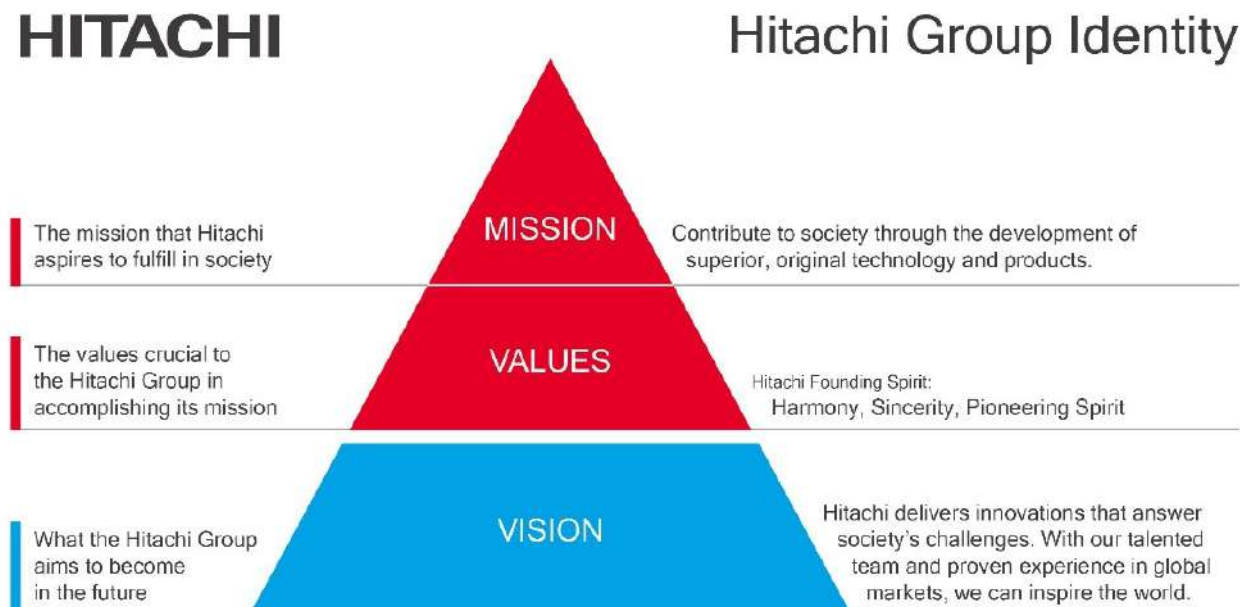 HITACHI
Hitachi Group Identity
The mission that Hitachi
aspires to fulfill in society
MISSION
Contribute to society through the development of
superior, original technology and products.
The values crucial to
the Hitachi Group in
accomplishing its mission
VALUES
Hitachi Founding Spirit:
Harmony, Sincerity, Pioneering Spirit
What the Hitachi Group
aims to become
in the future
VISION
Hitachi delivers innovations that answer
society's challenges. With our talented
team and proven experience in global
markets, we can inspire the world.